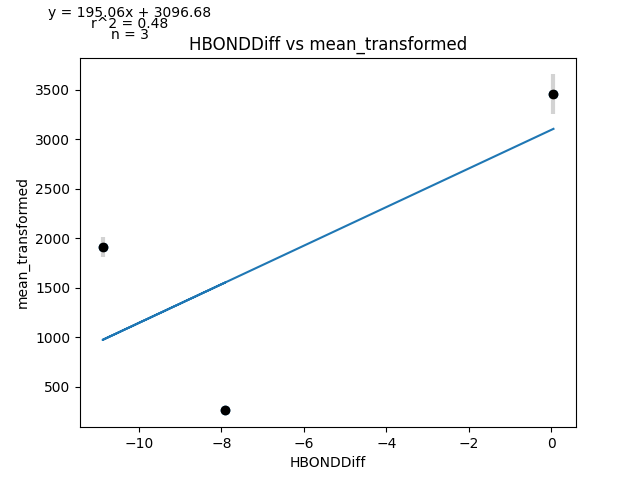 y = 195.06x + 3096.68
r^2 = 0.48
n = 3
HBONDDiff vs mean_transformed
3500
3000
2500
2000
1500
1000
500
mean_transformed
−10
−8
−6
−4
−2
0
HBONDDiff